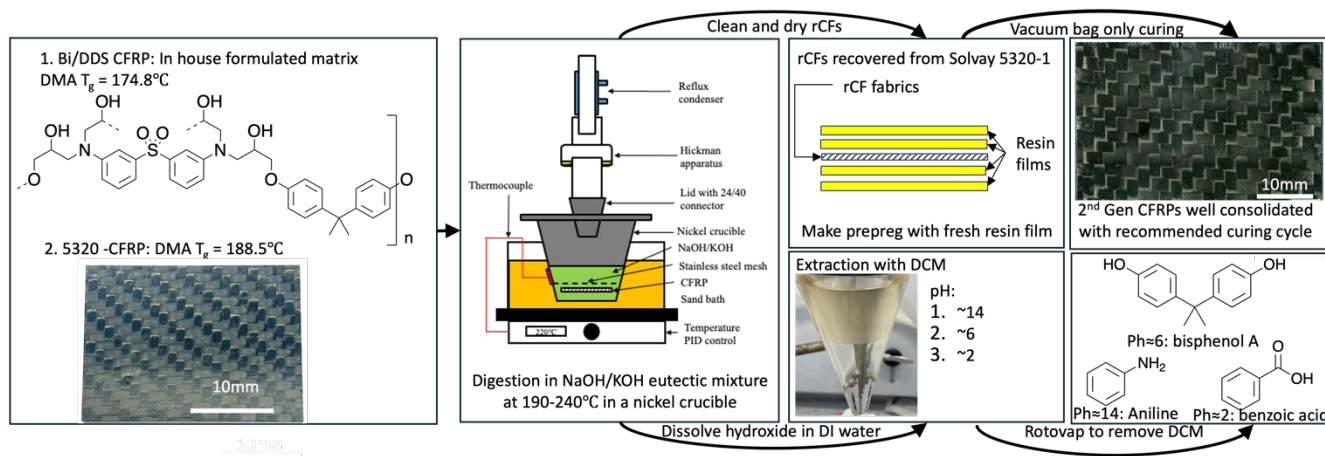 Clean and dry rCFs
Vacuum bag only curing
1. Bi/DDS CFRP: In house formulated matrix
DMA Tg = 174.8℃
OH
OH
OH
OH
O O
S
N
N
O
O
O
n
2. 5320 -CFRP: DMA Tg = 188.5℃
10mm
10mm
Reflux
condenser
Hickman
apparatus
Thermocouple
Lid with 24/40
connector
Nickel crucible
NaOH/KOH
Stainless steel mesh
CFRP
Sand bath
220℃
Temperature
PID control
Digestion in NaOH/KOH eutectic mixture
at 190-240℃ in a nickel crucible
Dissolve hydroxide in DI water
rCFs recovered from Solvay 5320-1
rCF fabrics
Resin
films
Make prepreg with fresh resin film
10mm
2nd Gen CFRPs well consolidated
with recommended curing cycle
Extraction with DCM
pH:
1. ~14
2. ~6
3. ~2
Rotovap to remove DCM
HO
OH
Ph≈6: bisphenol A
NH2
O
OH
Ph≈14: Aniline
Ph≈2: benzoic acid